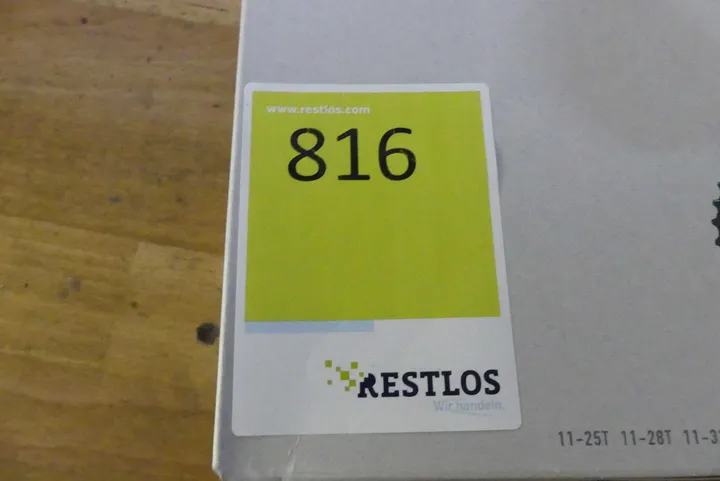 www.restlos.com
816
RESTLOS
Wir handeln.
11-25T 11-28T